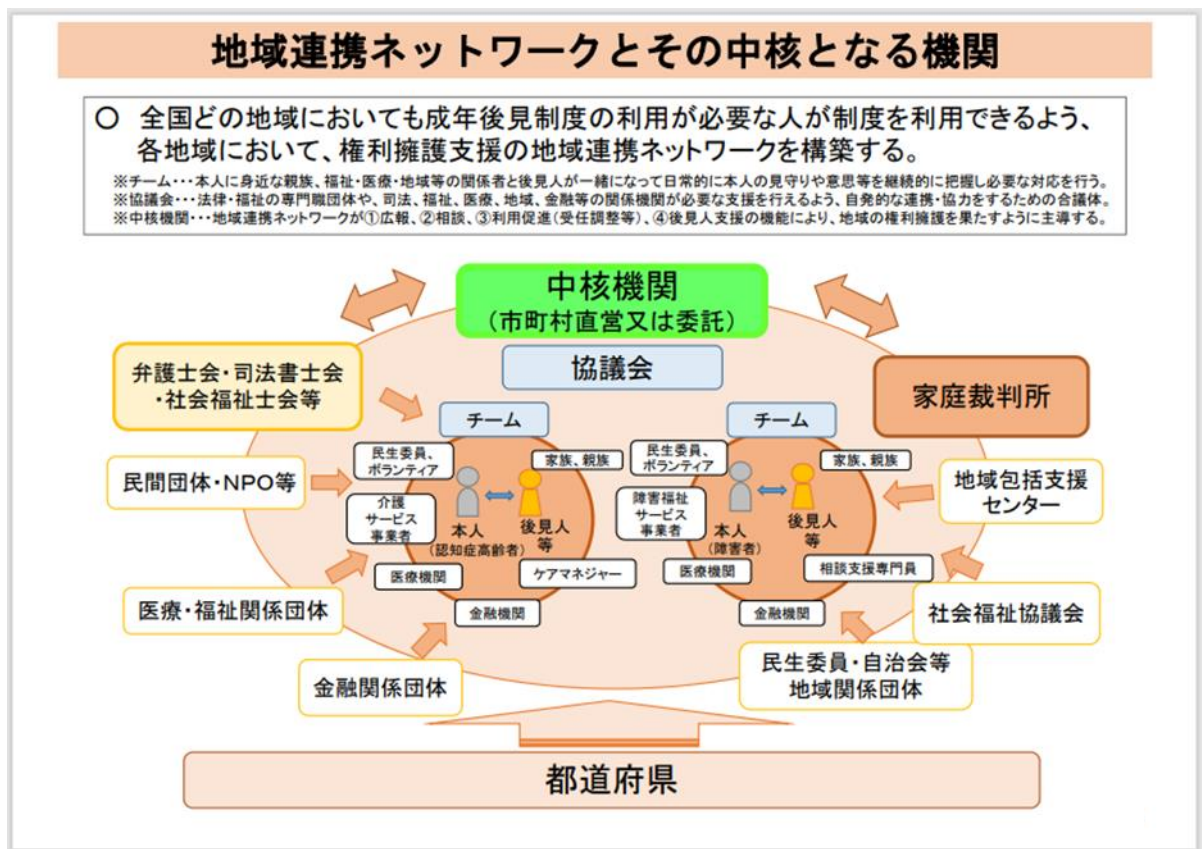 地域連携ネットワークとその中核となる機関
○ 全国どの地域においても成年後見制度の利用が必要な人が制度を利用できるよう、
各地域において、権利擁護支援の地域連携ネットワークを構築する。
※チーム・・・本人に身近な親族、福祉・医療・地域等の関係者と後見人が一緒になって日常的に本人の見守りや意思等を継続的に把握し必要な対応を行う。
※協議会・・・法律・福祉の専門職団体や、司法、福祉、医療、地域、金融等の関係機関が必要な支援を行えるよう、自発的な連携・協力をするための合議体。
※中核機関・・・地域連携ネットワークが①広報、②相談、③利用促進（受任調整等）、④後見人支援の機能により、地域の権利擁護を果たすように主導する。
中核機関
（市町村直営又は委託）
協議会
弁護士会・司法書士会
・社会福祉士会等
家庭裁判所
チーム
民生委員、
ボランティア
家族、親族
介護
サービス
事業者
本人
（認知症高齢者）
後見人
等
医療機関
ケアマネジャー
金融機関
チーム
民生委員、
ボランティア
家族、親族
障害福祉
サービス
事業者
本人
（障害者）
後見人
等
医療機関
相談支援専門員
金融機関
民間団体・NPO等
医療・福祉関係団体
金融関係団体
地域包括支援
センター
社会福祉協議会
民生委員・自治会等
地域関係団体
都道府県